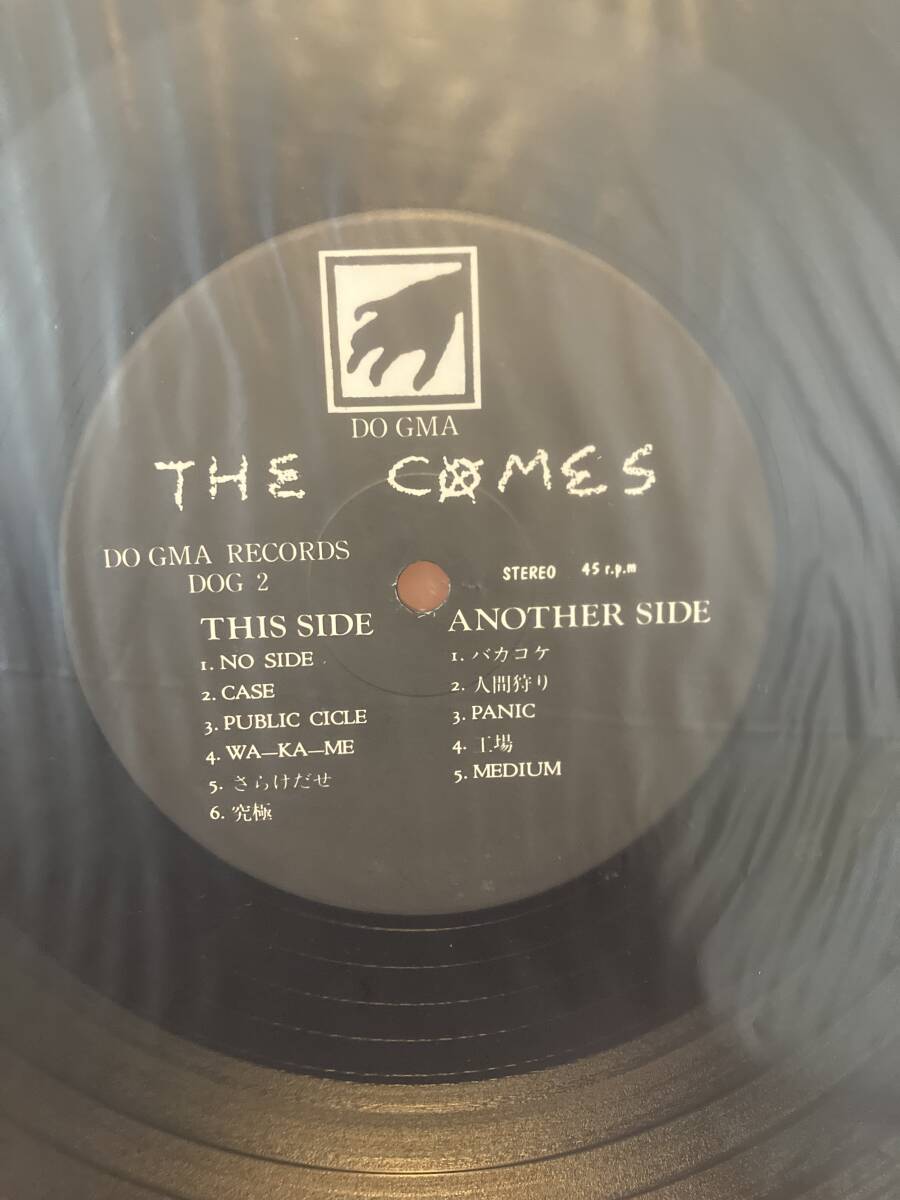 DO GMA
THE COMES
DO GMA RECORDS
DOG 2
STEREO 45 r.p.m
THIS SIDE
1. NO SIDE
2. CASE
3. PUBLIC CICLE
4. WA—KA—ME
5. さらけだせ
6. 究極
ANOTHER SIDE
1. バカコケ
2. 人間狩り
3. PANIC
4. 工場
5. MEDIUM